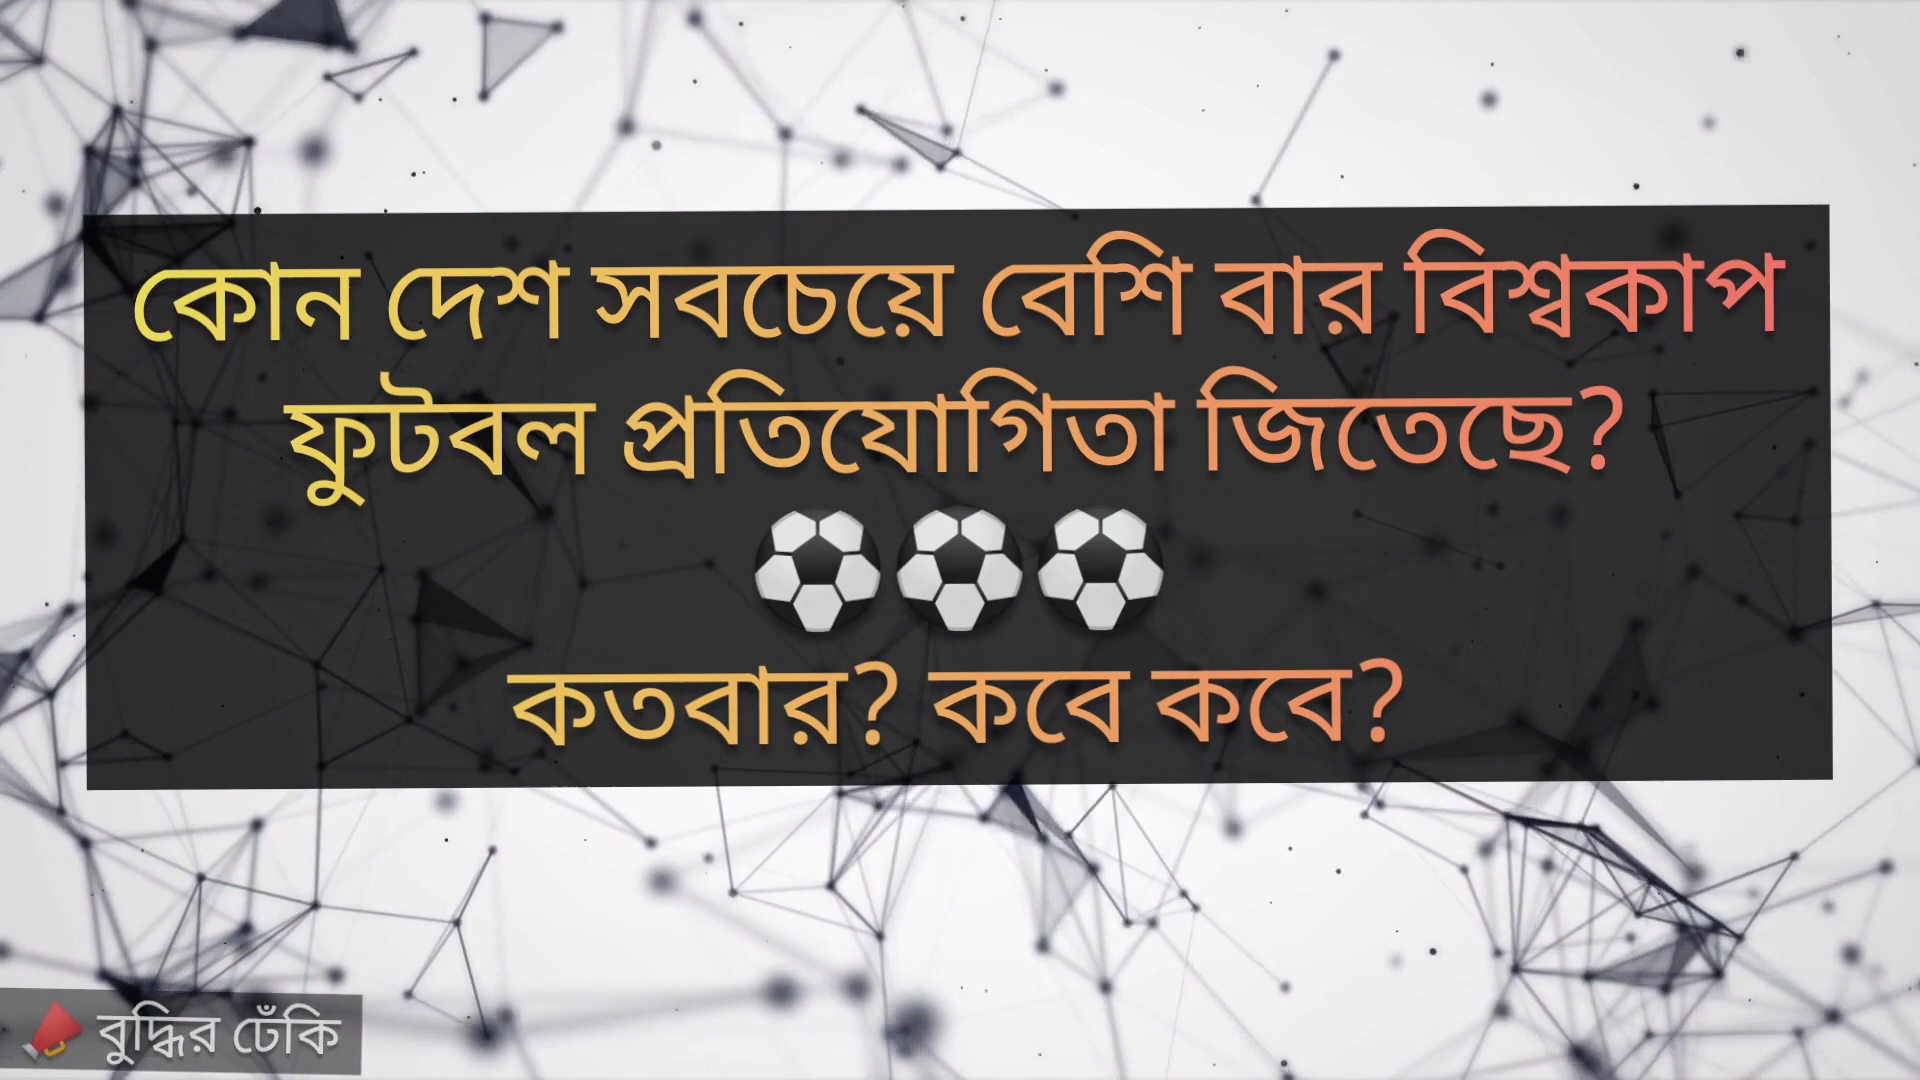 কোন দেশ সবচেয়ে বেশি বার বিশ্বকাপ
ফুটবল প্রতিযোগিতা জিতেছে?
⚽⚽⚽
কতবার? কবে কবে?
📣 বুদ্ধির ঢেঁকি